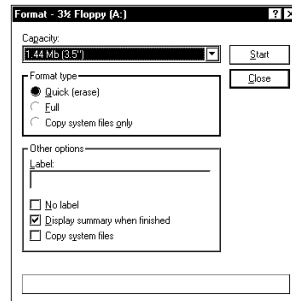 Format - 3½ Floppy (A:)
Capacity:
1.44 Mb (3.5")
Start
Close
Format type
Quick (erase)
Full
Copy system files only
Other options
Label:
No label
Display summary when finished
Copy system files